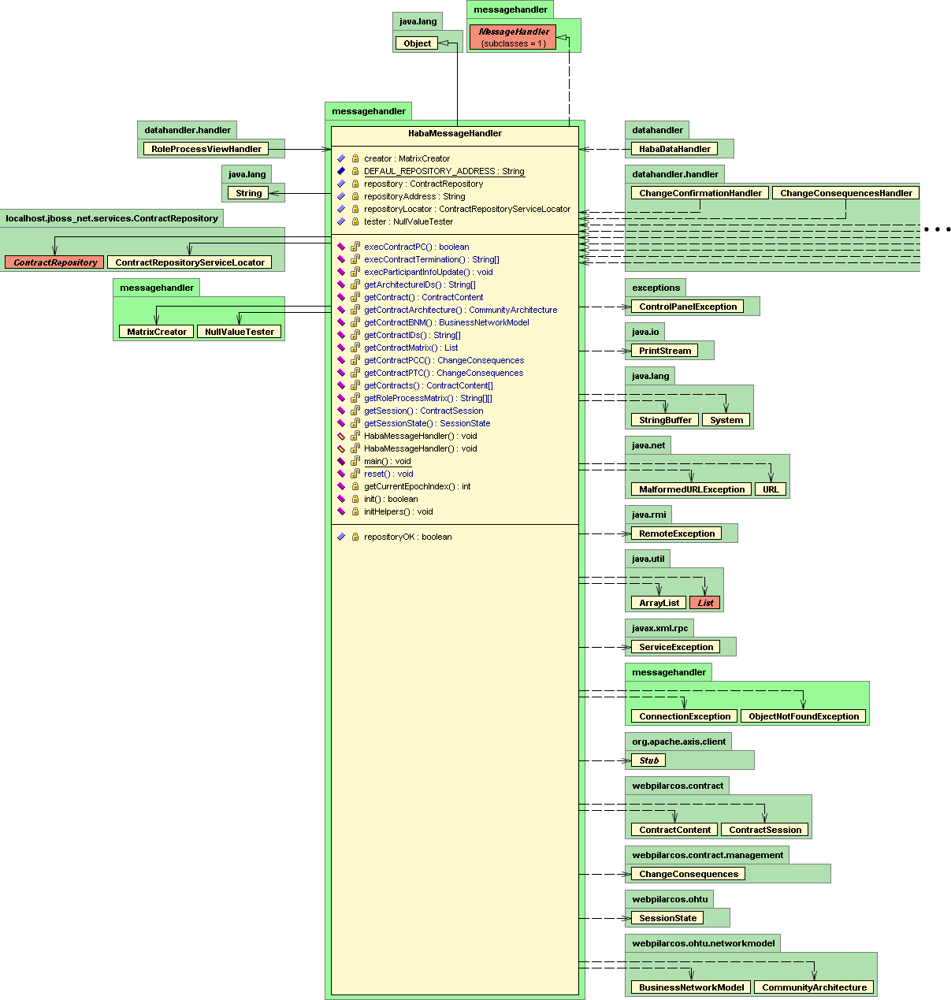 java.lang
Object
messagehandler
MessageHandler
{subclasses = 1}
datahandler.handler
RoleProcessViewHandler
java.lang
String
localhost.jboss_net.services.ContractRepository
ContractRepository
ContractRepositoryServiceLocator
messagehandler
MatrixCreator
NullValueTester
messagehandler
HabaMessageHandler
creator : MatrixCreator
DEFAUL_REPOSITORY_ADDRESS : String
repository : ContractRepository
repositoryAddress : String
repositoryLocator : ContractRepositoryServiceLocator
tester : NullValueTester
execContractPC() : boolean
execContractTermination() : String[]
execParticipantInfoUpdate() : void
getArchitectureIDs() : String[]
getContract() : ContractContent
getContractArchitecture() : CommunityArchitecture
getContractBNM() : BusinessNetworkModel
getContractIDs() : String[]
getContractMatrix() : List
getContractPCC() : ChangeConsequences
getContractPTC() : ChangeConsequences
getContracts() : ContractContent[]
getRoleProcessMatrix() : String[][]
getSession() : ContractSession
getSessionState() : SessionState
HabaMessageHandler() : void
HabaMessageHandler() : void
main() : void
reset() : void
getCurrentEpochIndex() : int
init() : boolean
initHelpers() : void
repositoryOK : boolean
datahandler
HabaDataHandler
datahandler.handler
ChangeConfirmationHandler
ChangeConsequencesHandler
exceptions
ControlPanelException
java.io
PrintStream
java.lang
StringBuffer
System
java.net
MalformedURLException
URL
java.rmi
RemoteException
java.util
ArrayList
List
javax.xml.rpc
ServiceException
messagehandler
ConnectionException
ObjectNotFoundException
org.apache.axis.client
Stub
webpilarcos.contract
ContractContent
ContractSession
webpilarcos.contract.management
ChangeConsequences
webpilarcos.ohtu
SessionState
webpilarcos.ohtu.networkmodel
BusinessNetworkModel
CommunityArchitecture